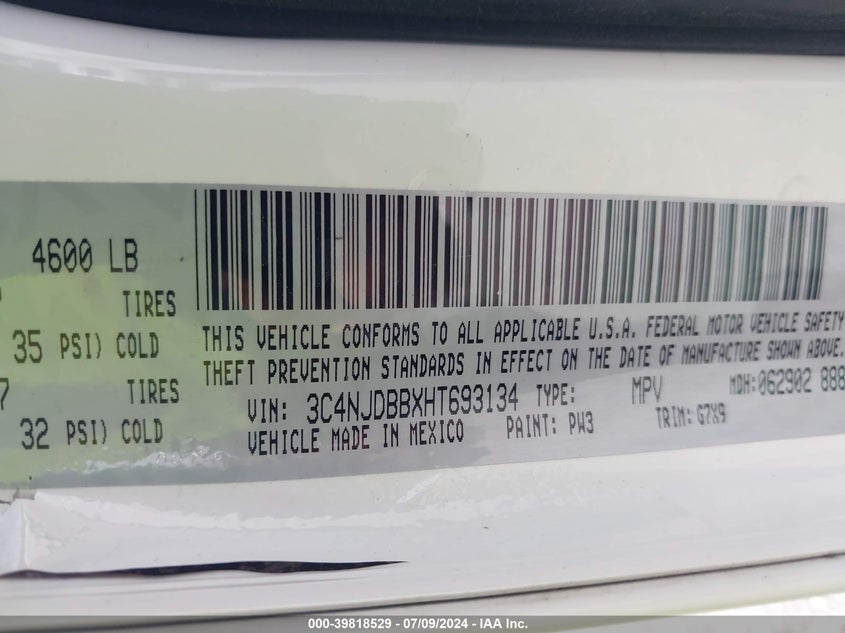 4600 LB
TIRES
35 PSI) COLD
7 TIRES
32 PSI) COLD
THIS VEHICLE CONFORMS TO ALL APPLICABLE U.S.A. FEDERAL MOTOR VEHICLE SAFETY
THEFT PREVENTION STANDARDS IN EFFECT ON THE DATE OF MANUFACTURE SHOWN ABOVE.
VIN: 3C4NJDBBXHT693134 TYPE: MPV MDH:062902 888
VEHICLE MADE IN MEXICO PAINT: PW3 TRIM: G7X9
000-39818529 - 07/09/2024 - IAA Inc.